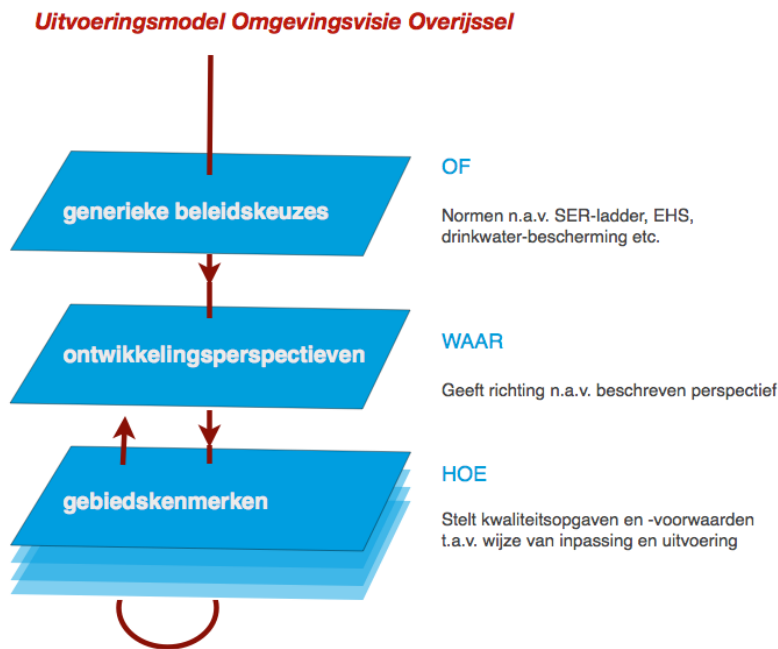 Uitvoeringsmodel Omgevingsvisie Overijssel
generieke beleidskeuzes
OF
Normen n.a.v. SER-ladder, EHS,
drinkwater-bescherming etc.
ontwikkelingsperspectieven
WAAR
Geeft richting n.a.v. beschreven perspectief
gebiedskenmerken
HOE
Stelt kwaliteitsopgaven en -voorwaarden
t.a.v. wijze van inpassing en uitvoering